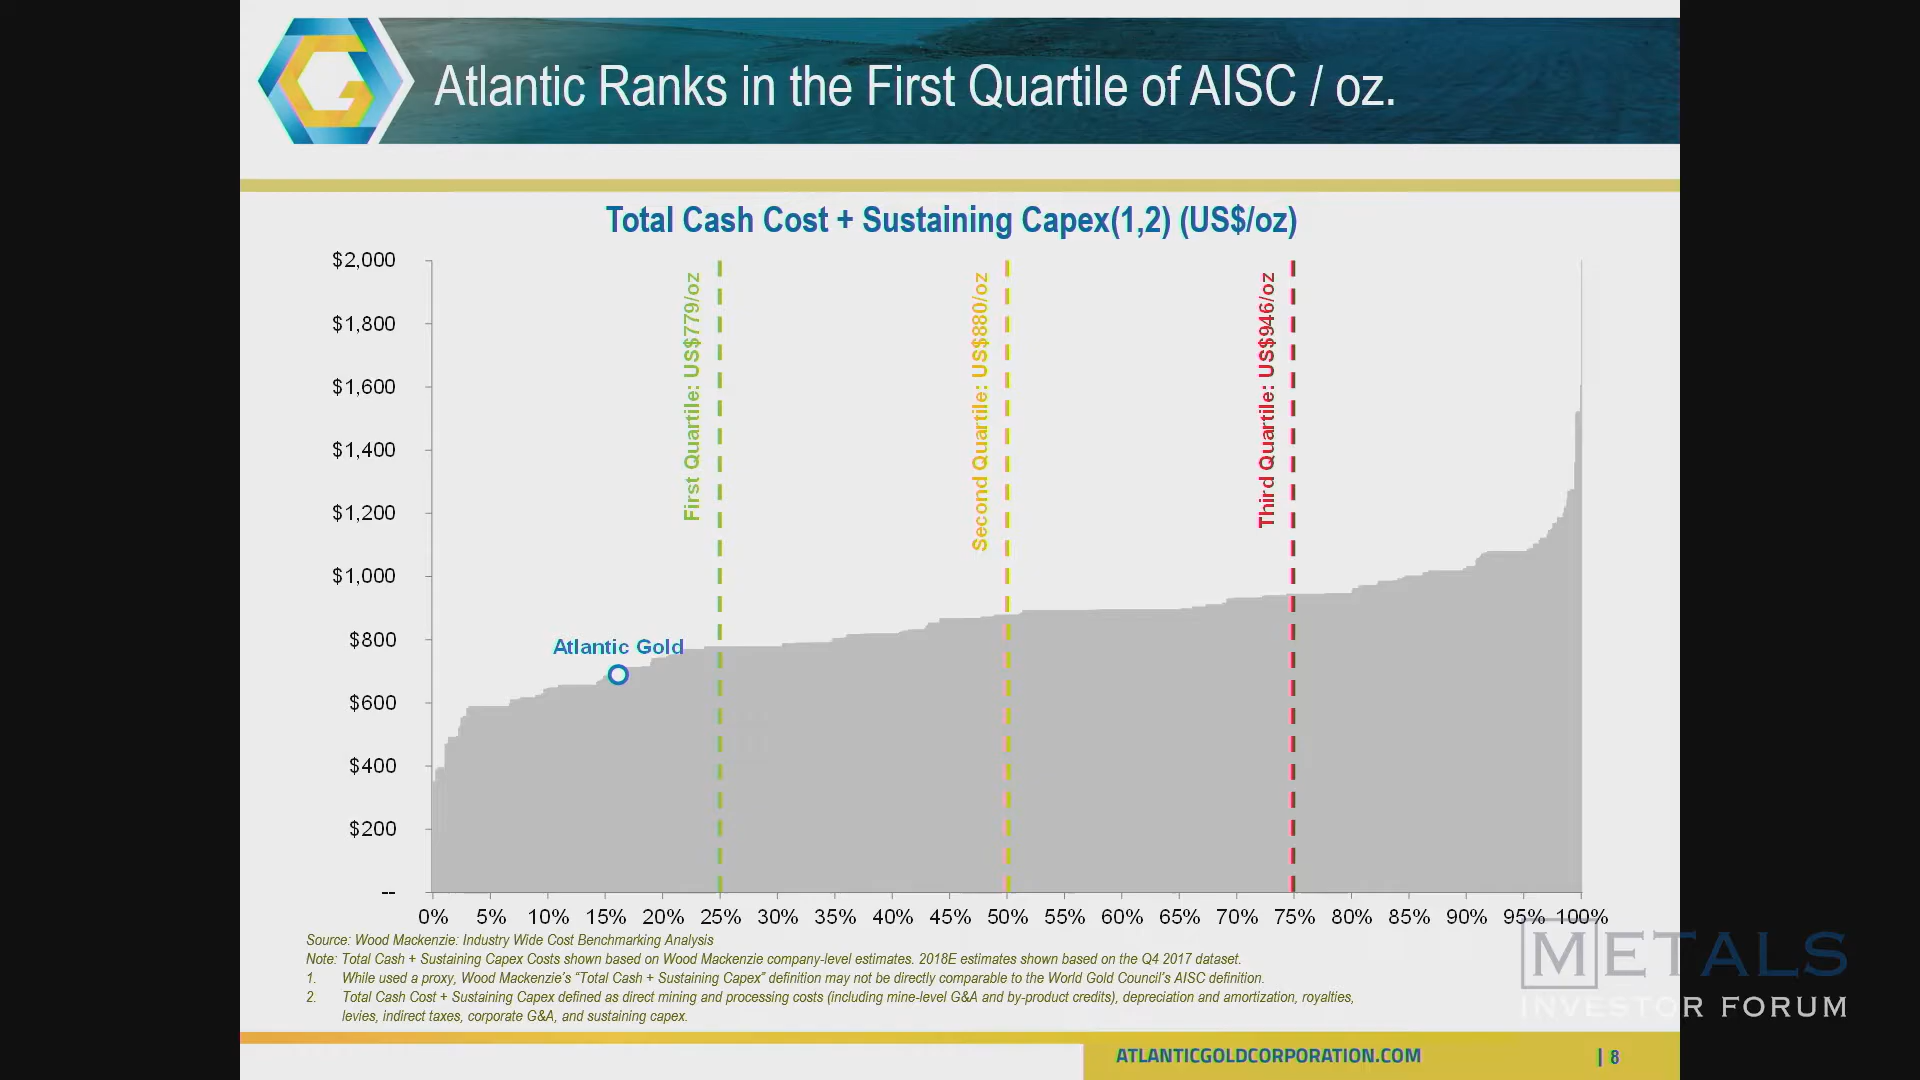 Atlantic Ranks in the First Quartile of AISC / oz.
Total Cash Cost + Sustaining Capex(1,2) (US$/oz)
$2,000
$1,800
$1,600
$1,400
$1,200
$1,000
$800
$600
$400
$200
--
First Quartile: US$779/oz
Second Quartile: US$880/oz
Third Quartile: US$946/oz
Atlantic Gold
0% 5% 10% 15% 20% 25% 30% 35% 40% 45% 50% 55% 60% 65% 70% 75% 80% 85% 90% 95% 100%
Source: Wood Mackenzie: Industry Wide Cost Benchmarking Analysis
Note: Total Cash + Sustaining Capex Costs shown based on Wood Mackenzie company-level estimates. 2018E estimates shown based on the Q4 2017 dataset.
1. While used a proxy, Wood Mackenzie's “Total Cash + Sustaining Capex” definition may not be directly comparable to the World Gold Council's AISC definition.
2. Total Cash Cost + Sustaining Capex defined as direct mining and processing costs (including mine-level G&A and by-product credits), depreciation and amortization, royalties,
levies, indirect taxes, corporate G&A, and sustaining capex.
METALS
INVESTOR FORUM
ATLANTICGOLDCORPORATION.COM
| 8